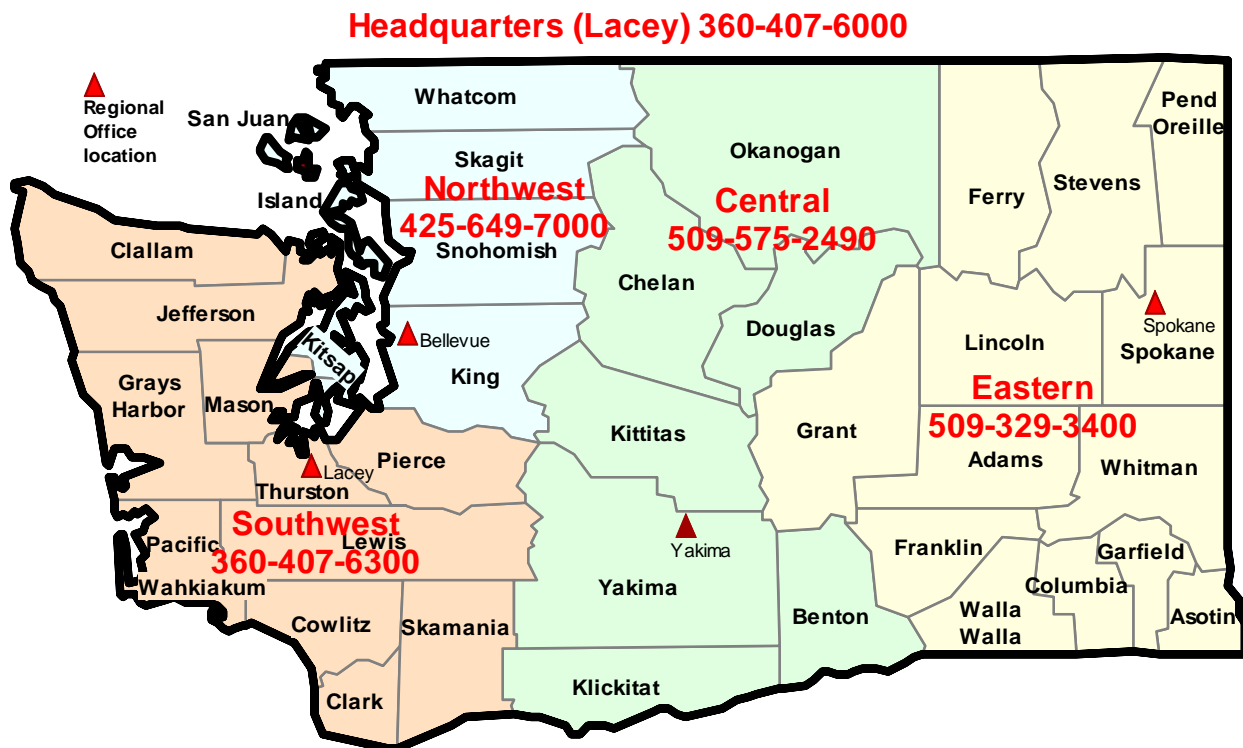 Headquarters (Lacey) 360-407-6000
Regional
Office
location
San Juan
Island
Whatcom
Skagit
Northwest
425-649-7000
Snohomish
Bellevue
King
Kitsap
Okanogan
Central
509-575-2490
Chelan
Douglas
Kittitas
Yakima
Yakima
Benton
Klickitat
Ferry
Stevens
Pend
Oreille
Lincoln
Spokane
Spokane
Eastern
509-329-3400
Grant
Adams
Whitman
Franklin
Garfield
Columbia
Walla
Walla
Asotin
Clallam
Jefferson
Grays
Harbor
Mason
Pierce
Lacey
Thurston
Southwest
360-407-6300
Lewis
Pacific
Wahkiakum
Cowlitz
Skamania
Clark